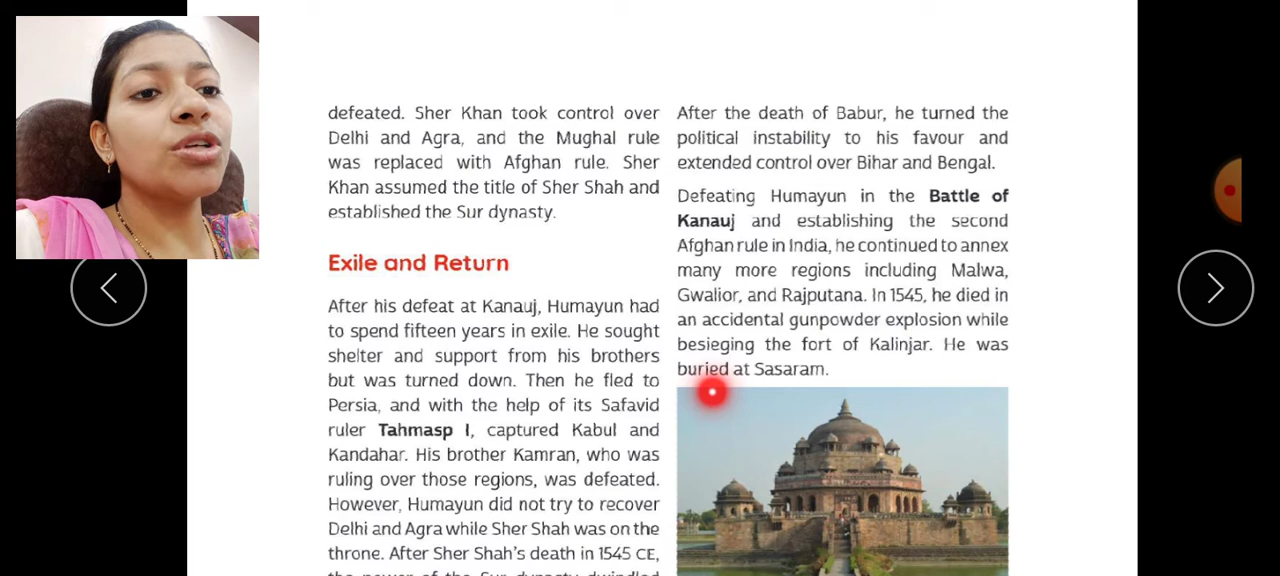 defeated. Sher Khan took control over
Delhi and Agra, and the Mughal rule
was replaced with Afghan rule. Sher
Khan assumed the title of Sher Shah and
established the Sur dynasty.
Exile and Return
After his defeat at Kanauj, Humayun had
to spend fifteen years in exile. He sought
shelter and support from his brothers
but was turned down. Then he fled to
Persia, and with the help of its Safavid
ruler Tahmasp I, captured Kabul and
Kandahar. His brother Kamran, who was
ruling over those regions, was defeated.
However, Humayun did not try to recover
Delhi and Agra while Sher Shah was on the
throne. After Sher Shah's death in 1545 CE,
the power of the Sur dynasty dwindled
After the death of Babur, he turned the
political instability to his favour and
extended control over Bihar and Bengal.
Defeating Humayun in the Battle of
Kanauj and establishing the second
Afghan rule in India, he continued to annex
many more regions including Malwa,
Gwalior, and Rajputana. In 1545, he died in
an accidental gunpowder explosion while
besieging the fort of Kalinjar. He was
buried at Sasaram.